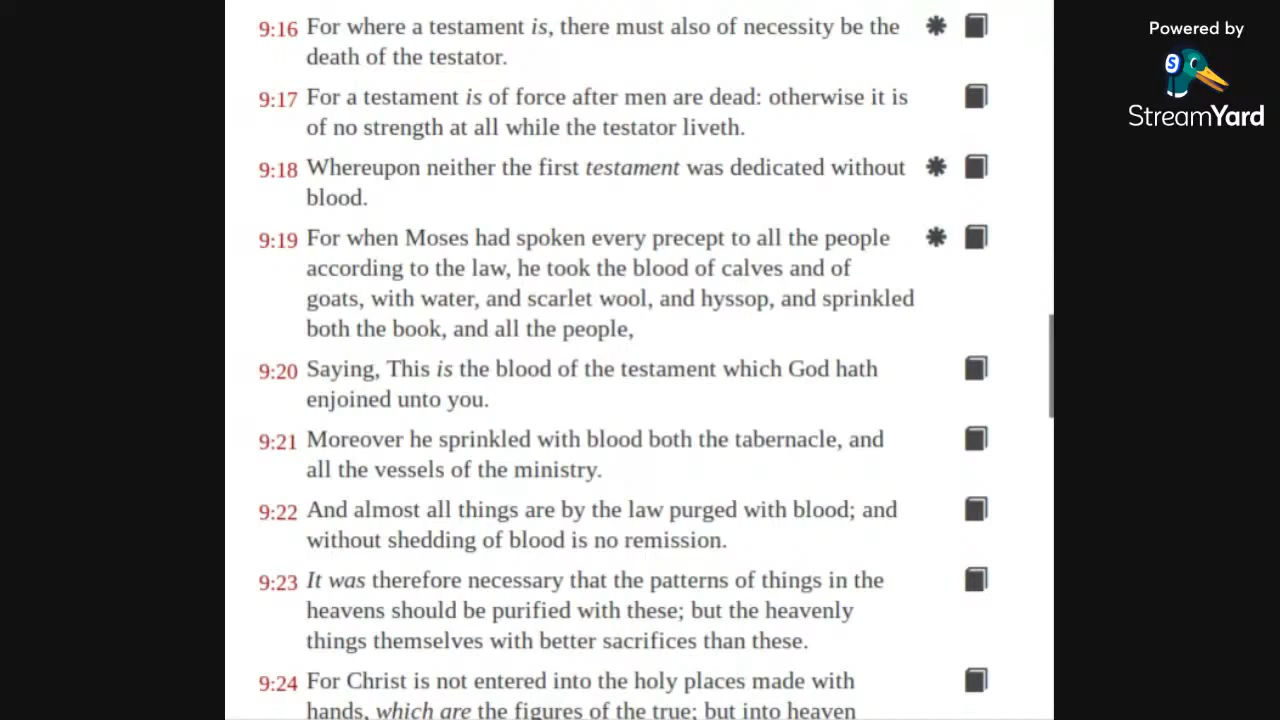 9:16 For where a testament is, there must also of necessity be the
death of the testator.
9:17 For a testament is of force after men are dead: otherwise it is
of no strength at all while the testator liveth.
9:18 Whereupon neither the first testament was dedicated without
blood.
9:19 For when Moses had spoken every precept to all the people
according to the law, he took the blood of calves and of
goats, with water, and scarlet wool, and hyssop, and sprinkled
both the book, and all the people,
9:20 Saying, This is the blood of the testament which God hath
enjoined unto you.
9:21 Moreover he sprinkled with blood both the tabernacle, and
all the vessels of the ministry.
9:22 And almost all things are by the law purged with blood; and
without shedding of blood is no remission.
9:23 It was therefore necessary that the patterns of things in the
heavens should be purified with these; but the heavenly
things themselves with better sacrifices than these.
9:24 For Christ is not entered into the holy places made with
hands, which are the figures of the true; but into heaven
Powered by
S
StreamYard